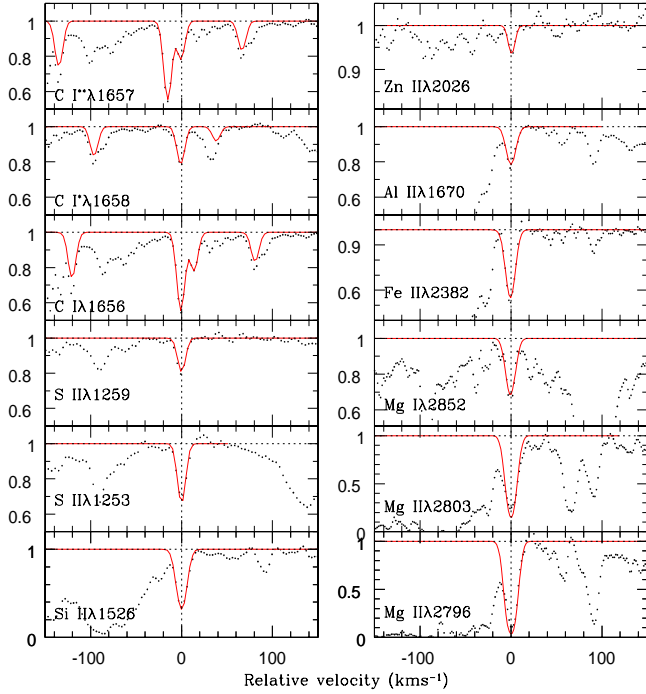 1
0.8
0.6
C I**λ1657
1
0.8
0.6
C I*λ1658
1
0.8
0.6
C Iλ1656
1
0.8
0.6
S IIλ1259
1
0.8
0.6
S IIλ1253
1
0.5
0
Si IIλ1526
-100 0 100
1
0.9
Zn IIλ2026
1
0.8
0.6
Al IIλ1670
0.9
0.6
Fe IIλ2382
1
0.8
0.6
Mg Iλ2852
1
0.5
0
Mg IIλ2803
1
0.5
0
Mg IIλ2796
-100 0 100
Relative velocity (kms⁻¹)